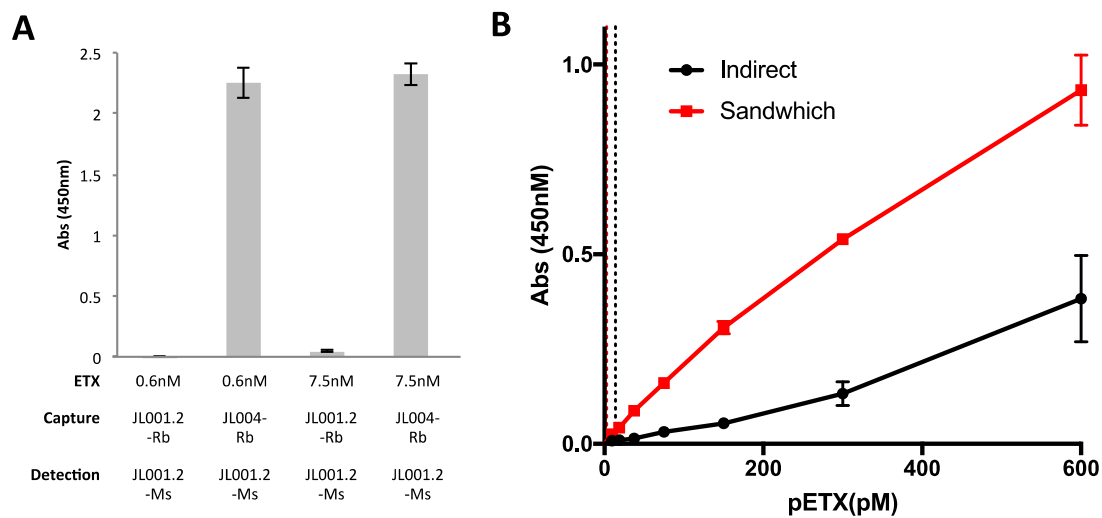 A
Abs (450nm)
2.5
2
1.5
1
0.5
0
ETX 0.6nM 0.6nM 7.5nM 7.5nM
Capture JL001.2 JL004- JL001.2 JL004-
-Rb Rb -Rb Rb
Detection JL001.2 JL001.2 JL001.2 JL001.2
-Ms -Ms -Ms -Ms
B
Indirect
Sandwhich
Abs (450nM)
1.0
0.5
0.0
0 200 400 600
pETX(pM)